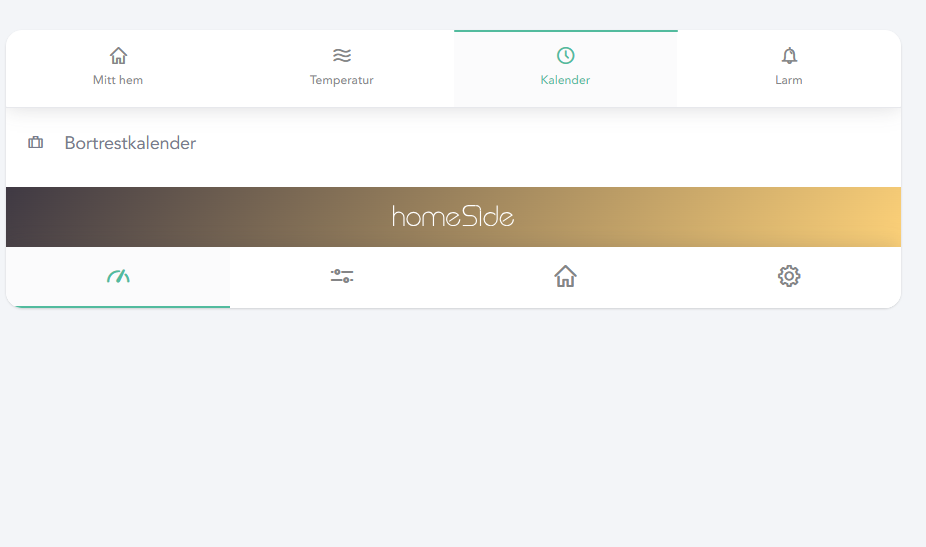 Mitt hem
Temperatur
Kalender
Larm
Bortrestkalender
homeSIde